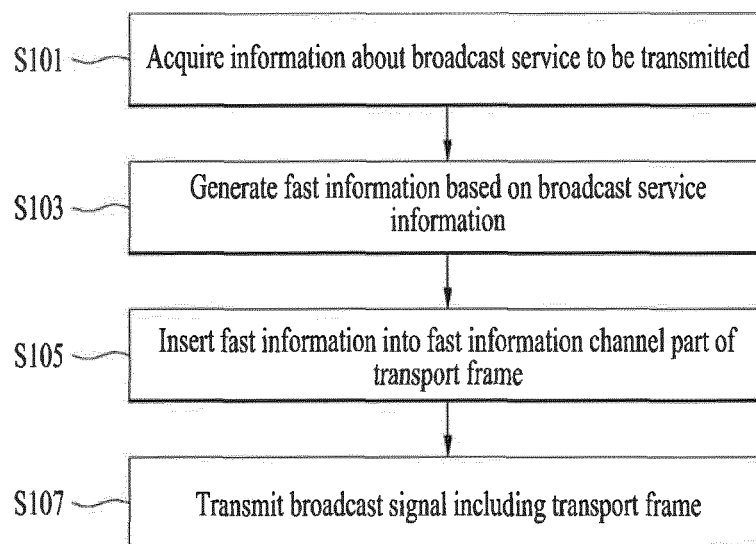 S101
Acquire information about broadcast service to be transmitted
S103
Generate fast information based on broadcast service
information
S105
Insert fast information into fast information channel part of
transport frame
S107
Transmit broadcast signal including transport frame